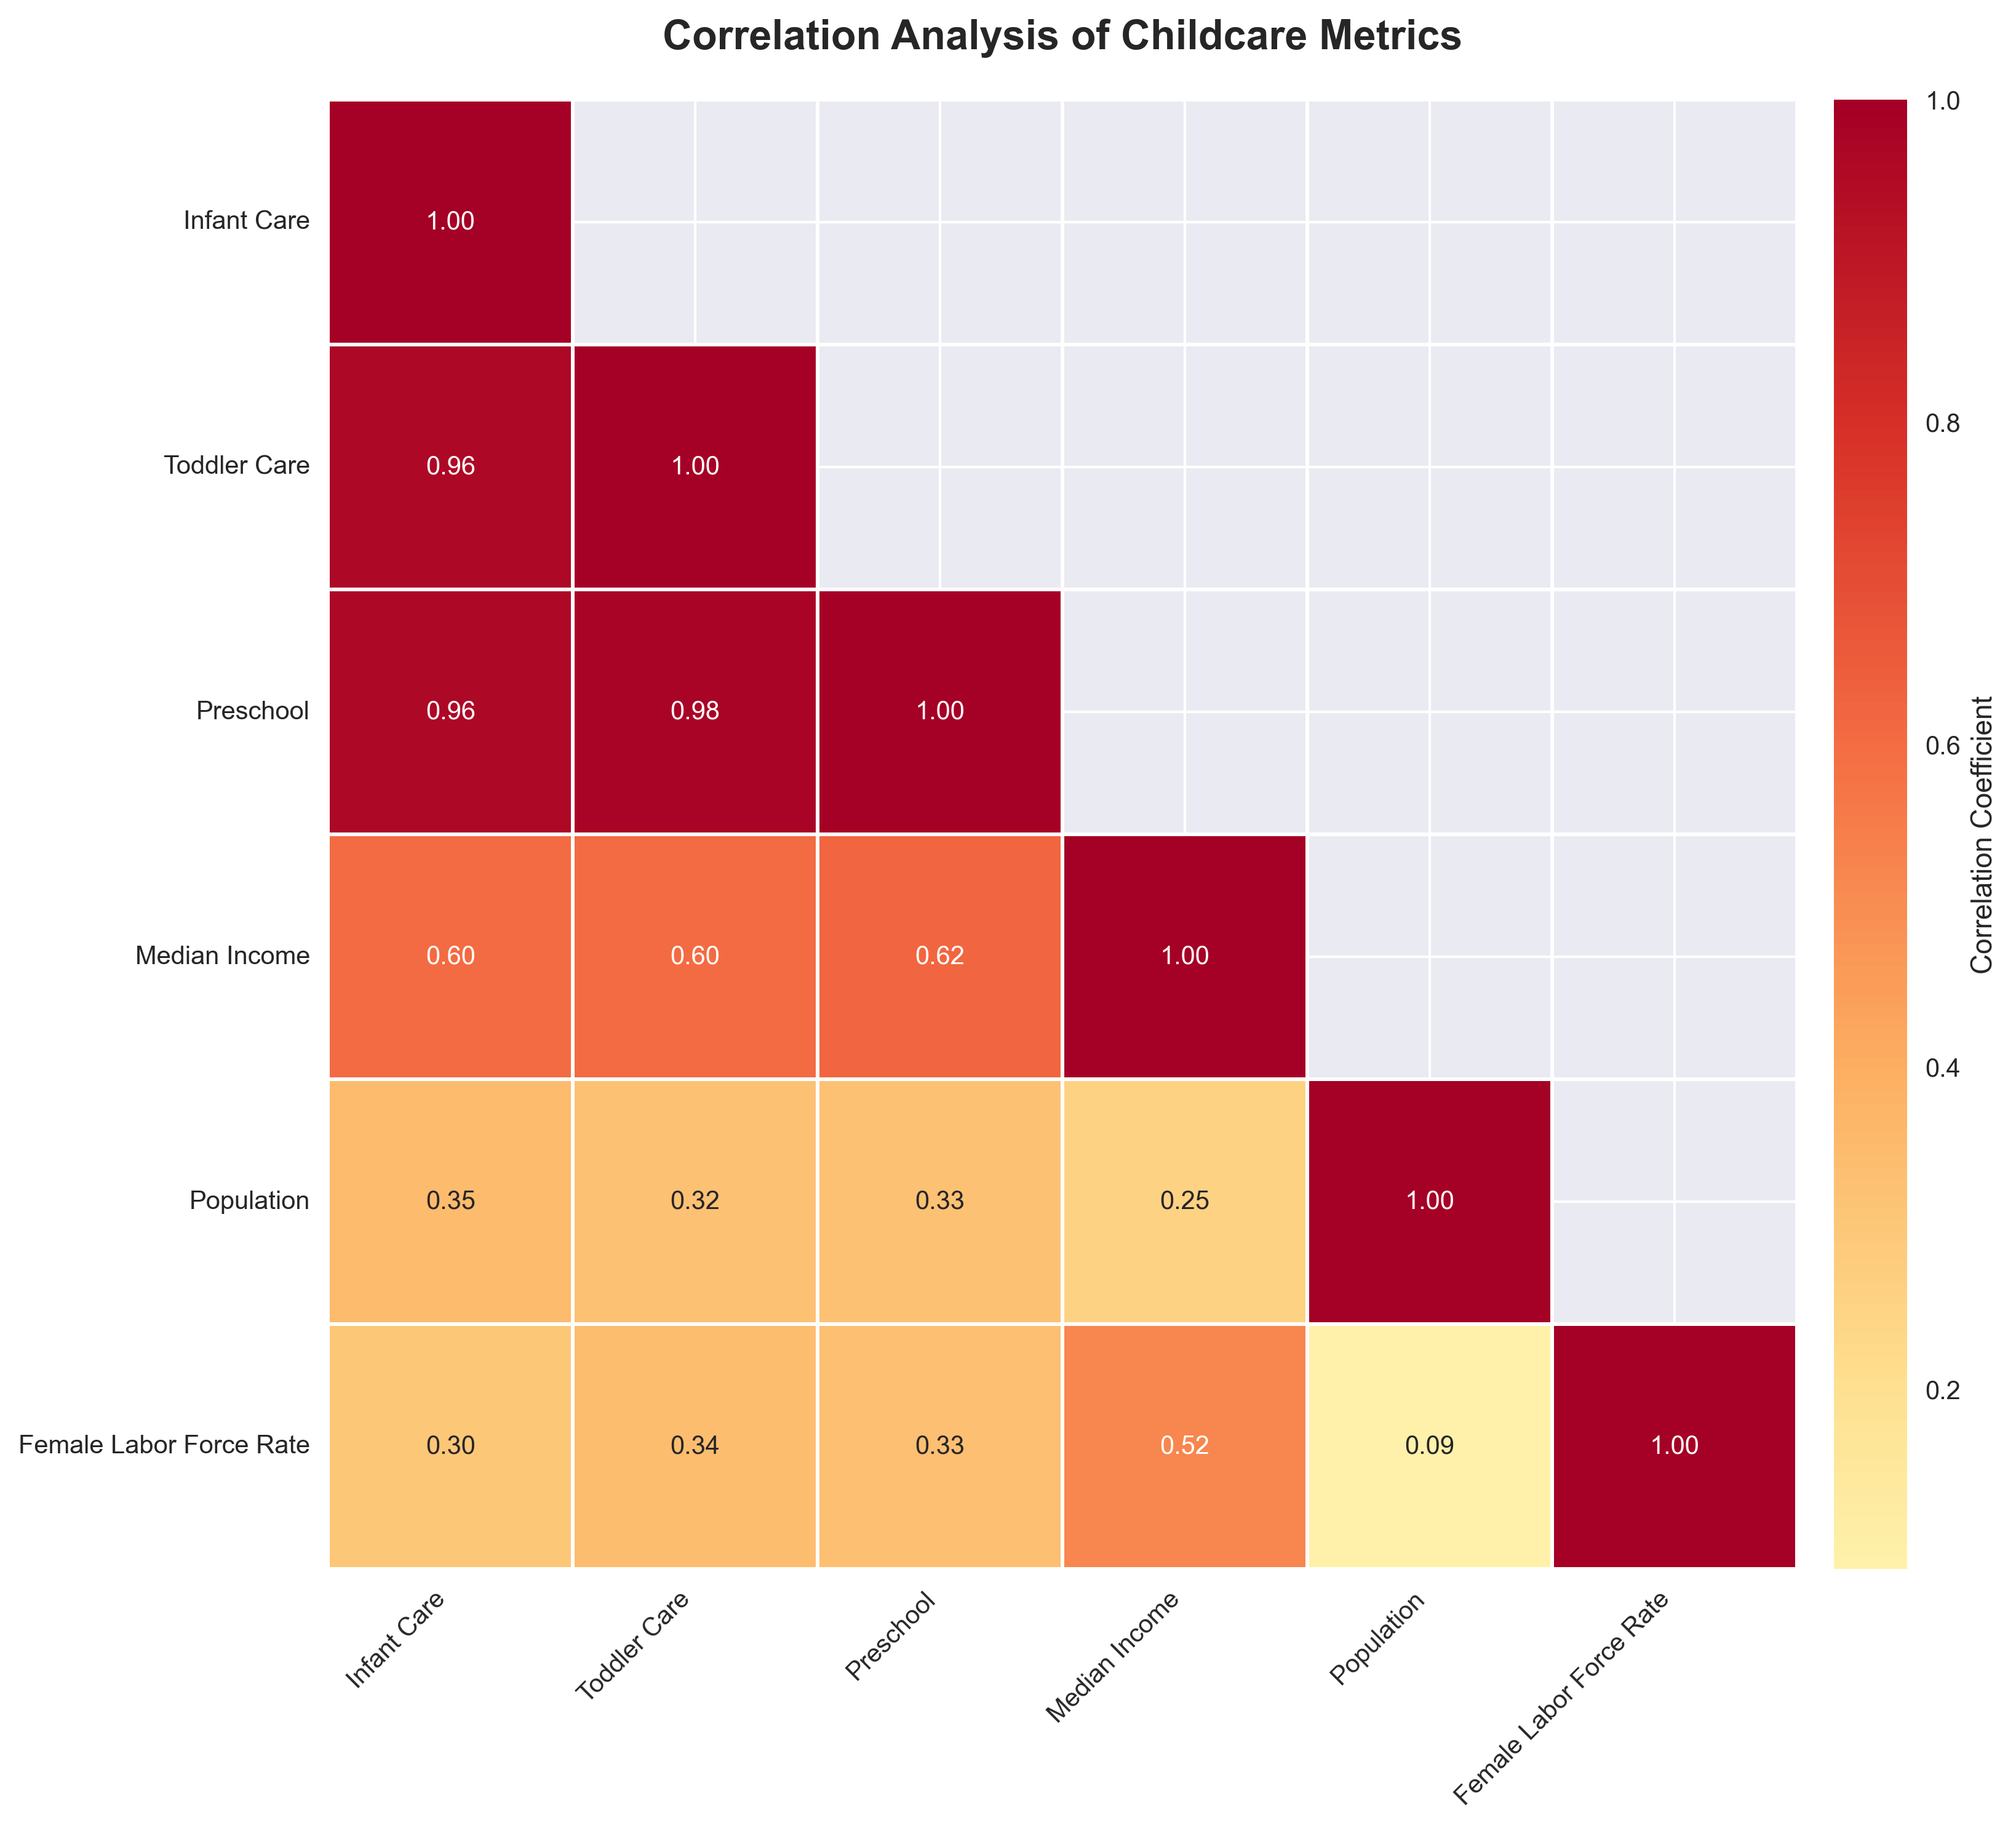 Correlation Analysis of Childcare Metrics
Infant Care 1.00
Toddler Care 0.96 1.00
Preschool 0.96 0.98 1.00
Median Income 0.60 0.60 0.62 1.00
Population 0.35 0.32 0.33 0.25 1.00
Female Labor Force Rate 0.30 0.34 0.33 0.52 0.09 1.00
Infant Care
Toddler Care
Preschool
Median Income
Population
Female Labor Force Rate
1.0
0.8
0.6
0.4
0.2
Correlation Coefficient